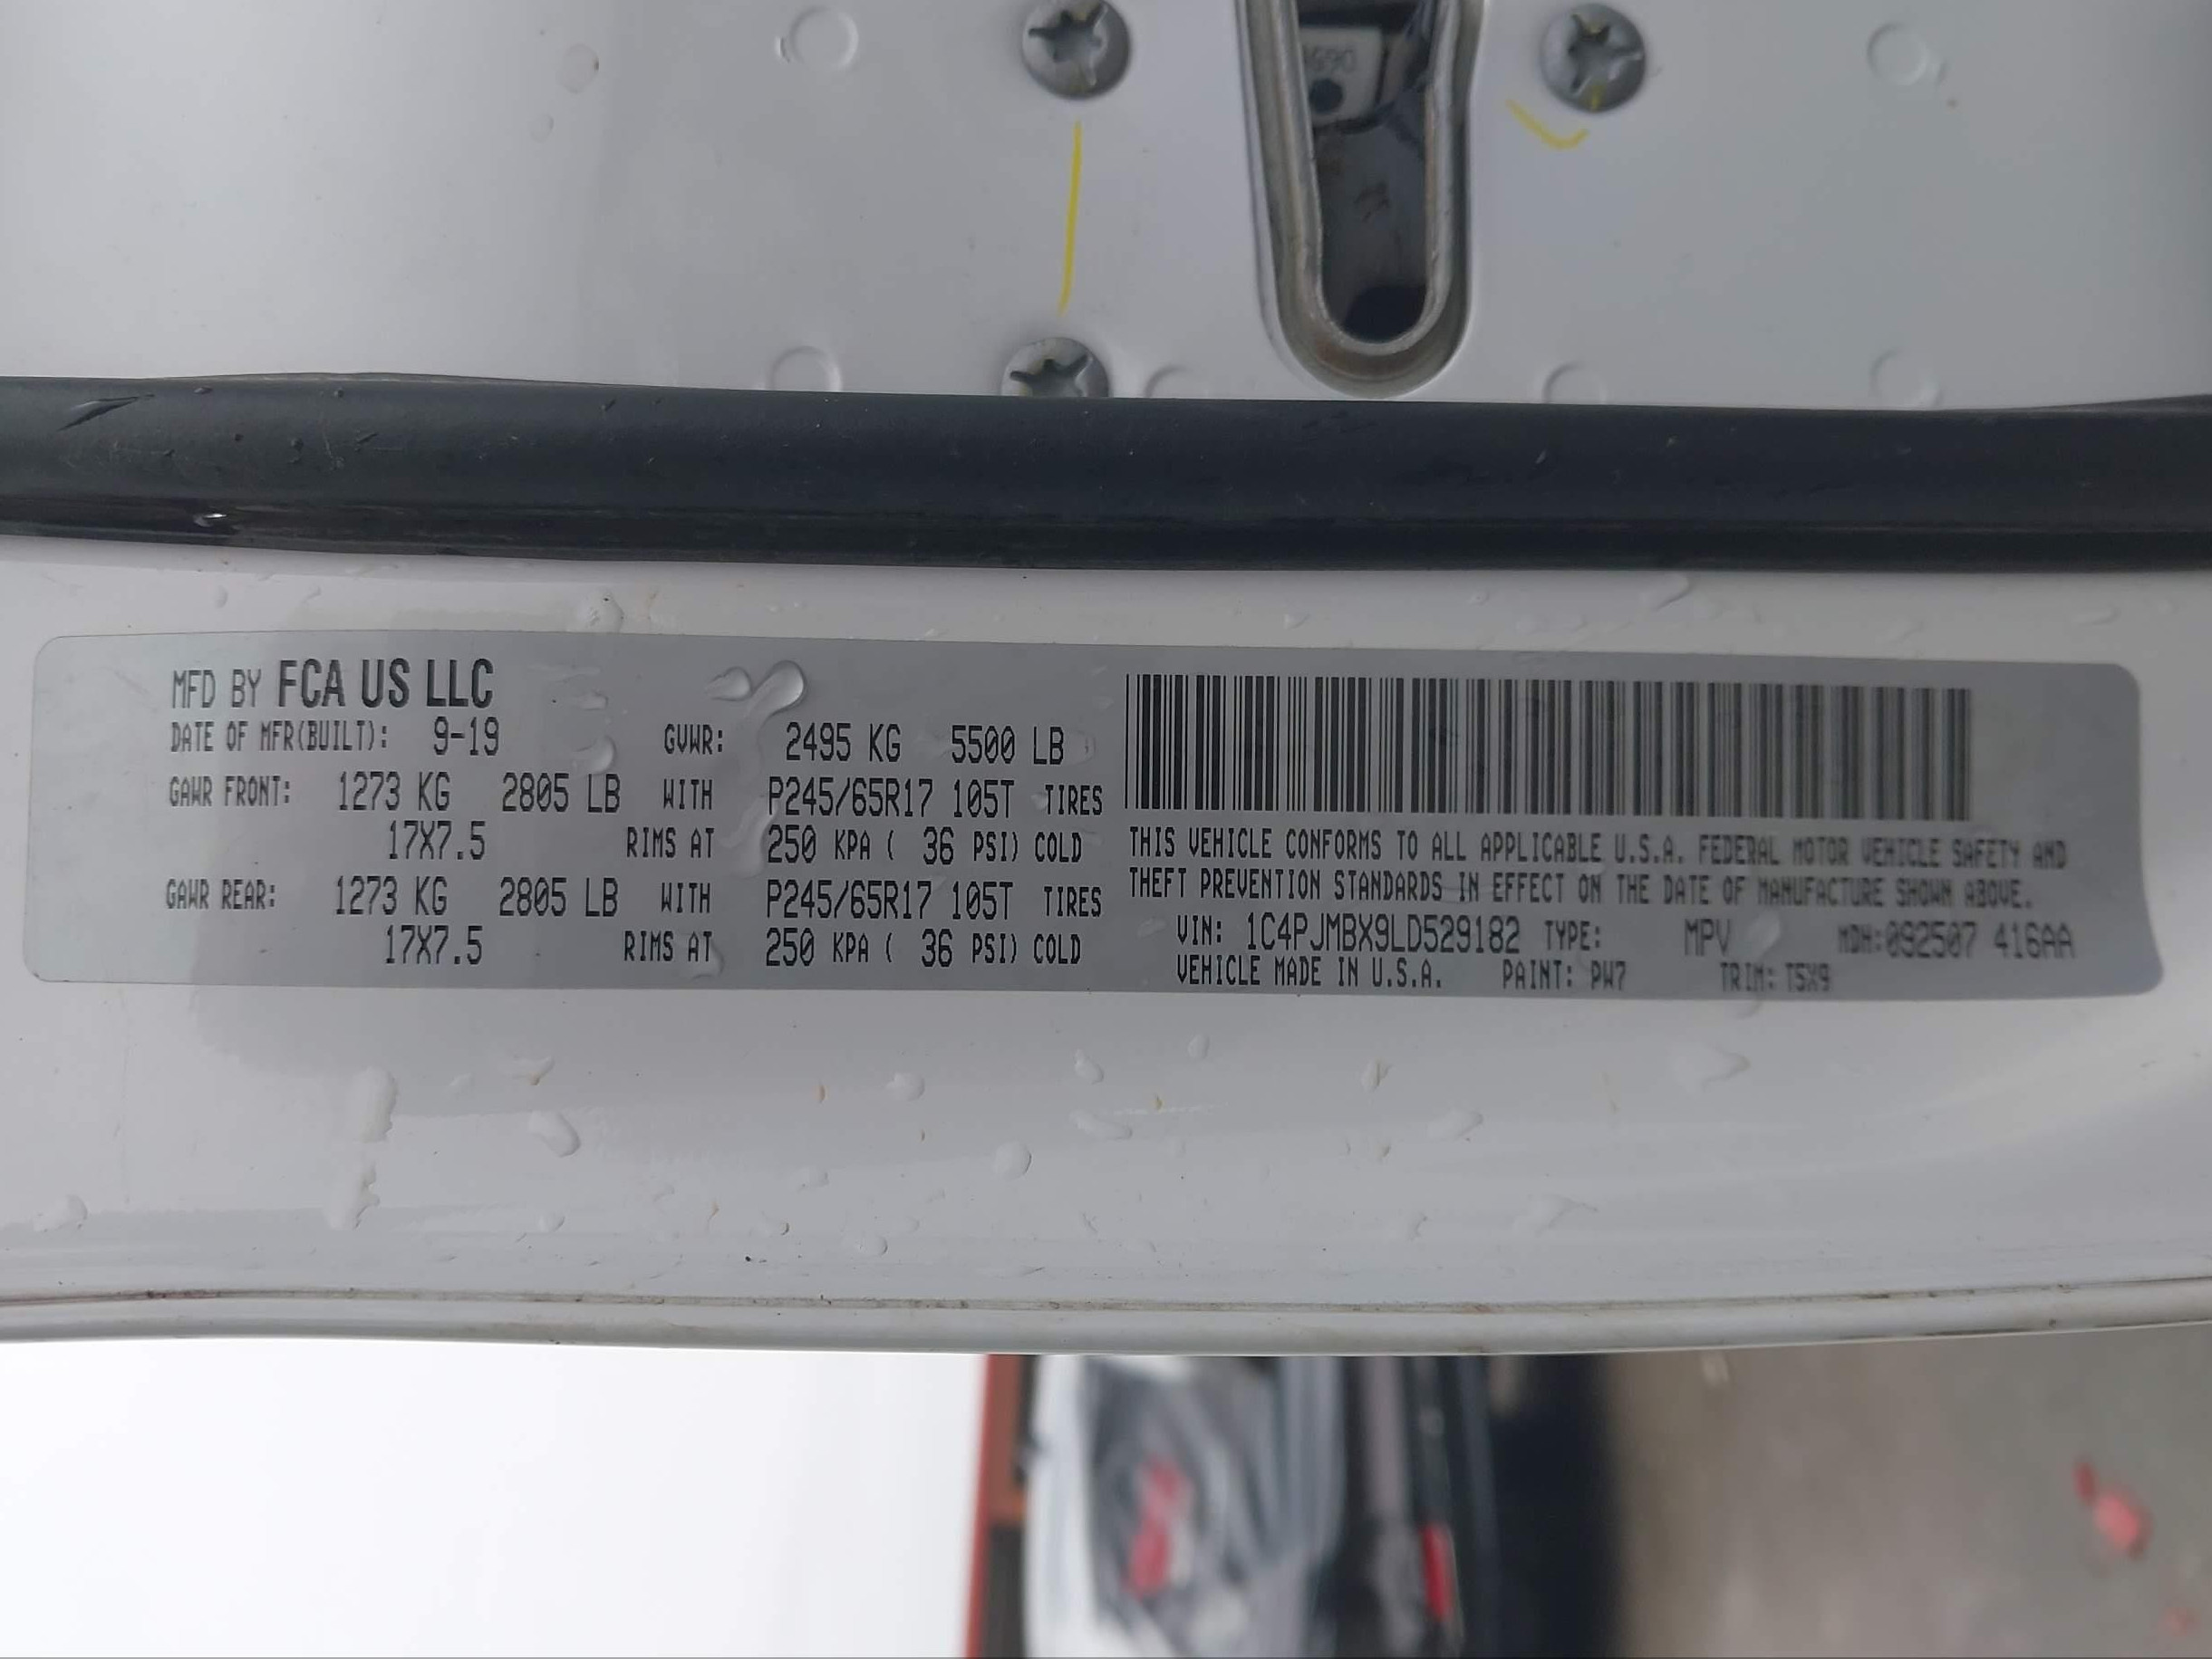 MFD BY FCA US LLC
DATE OF MFR(BUILT): 9-19 GVWR: 2495 KG 5500 LB
GAWR FRONT: 1273 KG 2805 LB WITH P245/65R17 105T TIRES
17X7.5 RIMS AT 250 KPA ( 36 PSI) COLD
GAWR REAR: 1273 KG 2805 LB WITH P245/65R17 105T TIRES
17X7.5 RIMS AT 250 KPA ( 36 PSI) COLD
THIS VEHICLE CONFORMS TO ALL APPLICABLE U.S.A. FEDERAL MOTOR VEHICLE SAFETY AND
THEFT PREVENTION STANDARDS IN EFFECT ON THE DATE OF MANUFACTURE SHOWN ABOVE.
VIN: 1C4PJMBX9LD529182 TYPE: MPV MDH:092507 416AA
VEHICLE MADE IN U.S.A. PAINT: PW7 TRIM: T5X9